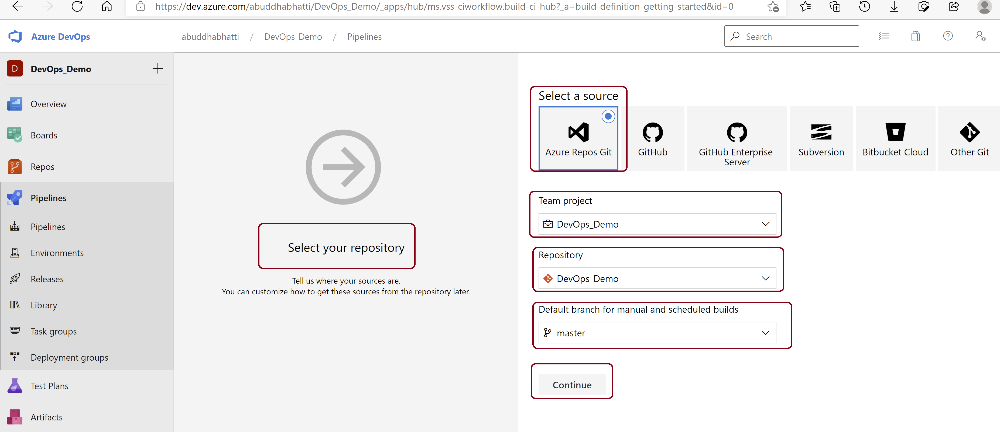 https://dev.azure.com/abuddhabhatti/DevOps_Demo/_apps/hub/ms.vss-ciworkflow.build-ci-hub?_a=build-definition-getting-started&id=0
Azure DevOps
abuddhabhatti / DevOps_Demo / Pipelines
Search
D DevOps_Demo
Overview
Boards
Repos
Pipelines
Pipelines
Environments
Releases
Library
Task groups
Deployment groups
Test Plans
Artifacts
Select your repository
Tell us where your sources are.
You can customize how to get these sources from the repository later.
Select a source
Azure Repos Git
GitHub
GitHub Enterprise
Server
Subversion
Bitbucket Cloud
Other Git
Team project
DevOps_Demo
Repository
DevOps_Demo
Default branch for manual and scheduled builds
master
Continue